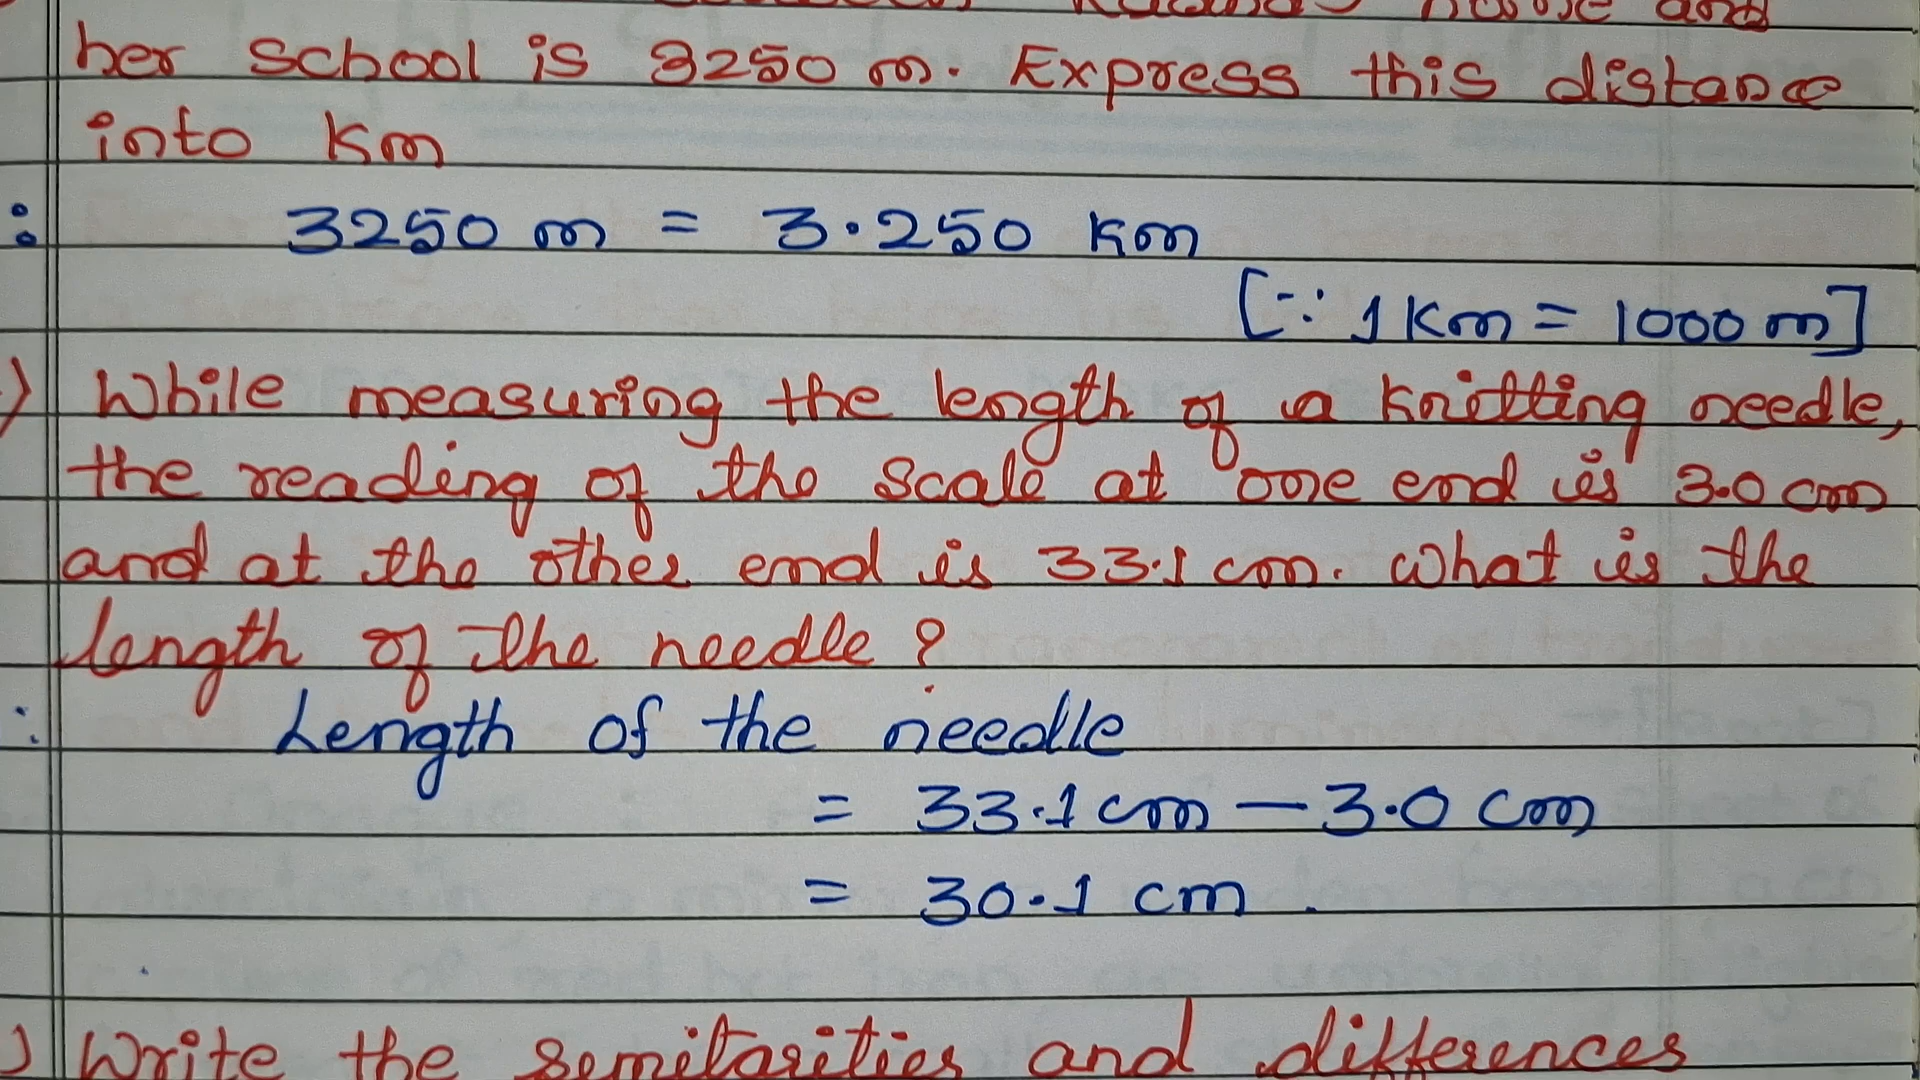 house and
her school is 3250 m. Express this distance
into Km
: 3250 m = 3.250 Km
[∵ 1 Km = 1000 m]
) While measuring the length of a Knitting needle,
the reading of the Scale at one end is 3.0 cm
and at the other end is 33.1 cm. What is the
length of the needle?
: Length of the needle
= 33.1 cm - 3.0 cm
= 30.1 cm.
) Write the semilarities and differences